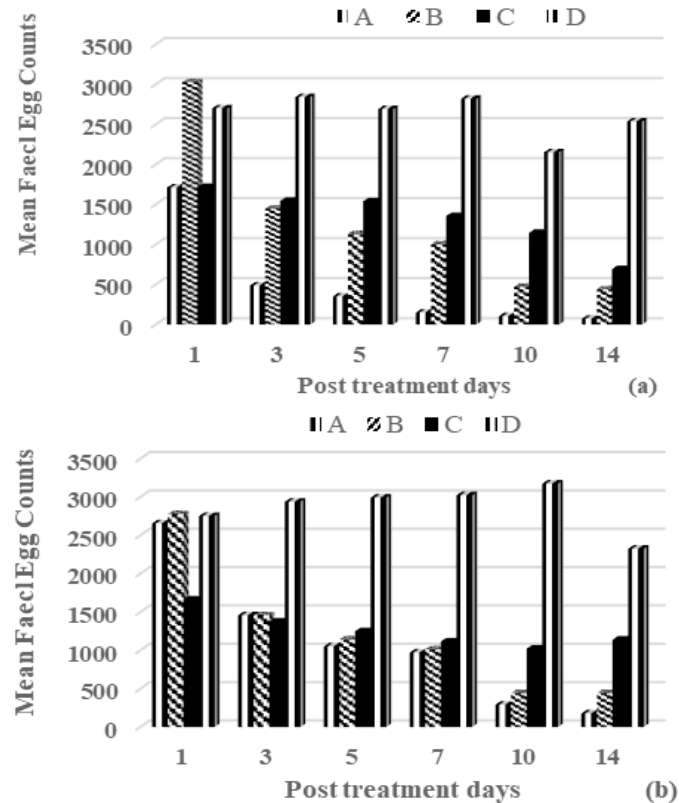 A B C D
3500
3000
2500
2000
1500
1000
500
0
Mean Faecl Egg Counts
1 3 5 7 10 14
Post treatment days (a)
A B C D
3500
3000
2500
2000
1500
1000
500
0
Mean Faecl Egg Counts
1 3 5 7 10 14
Post treatment days (b)